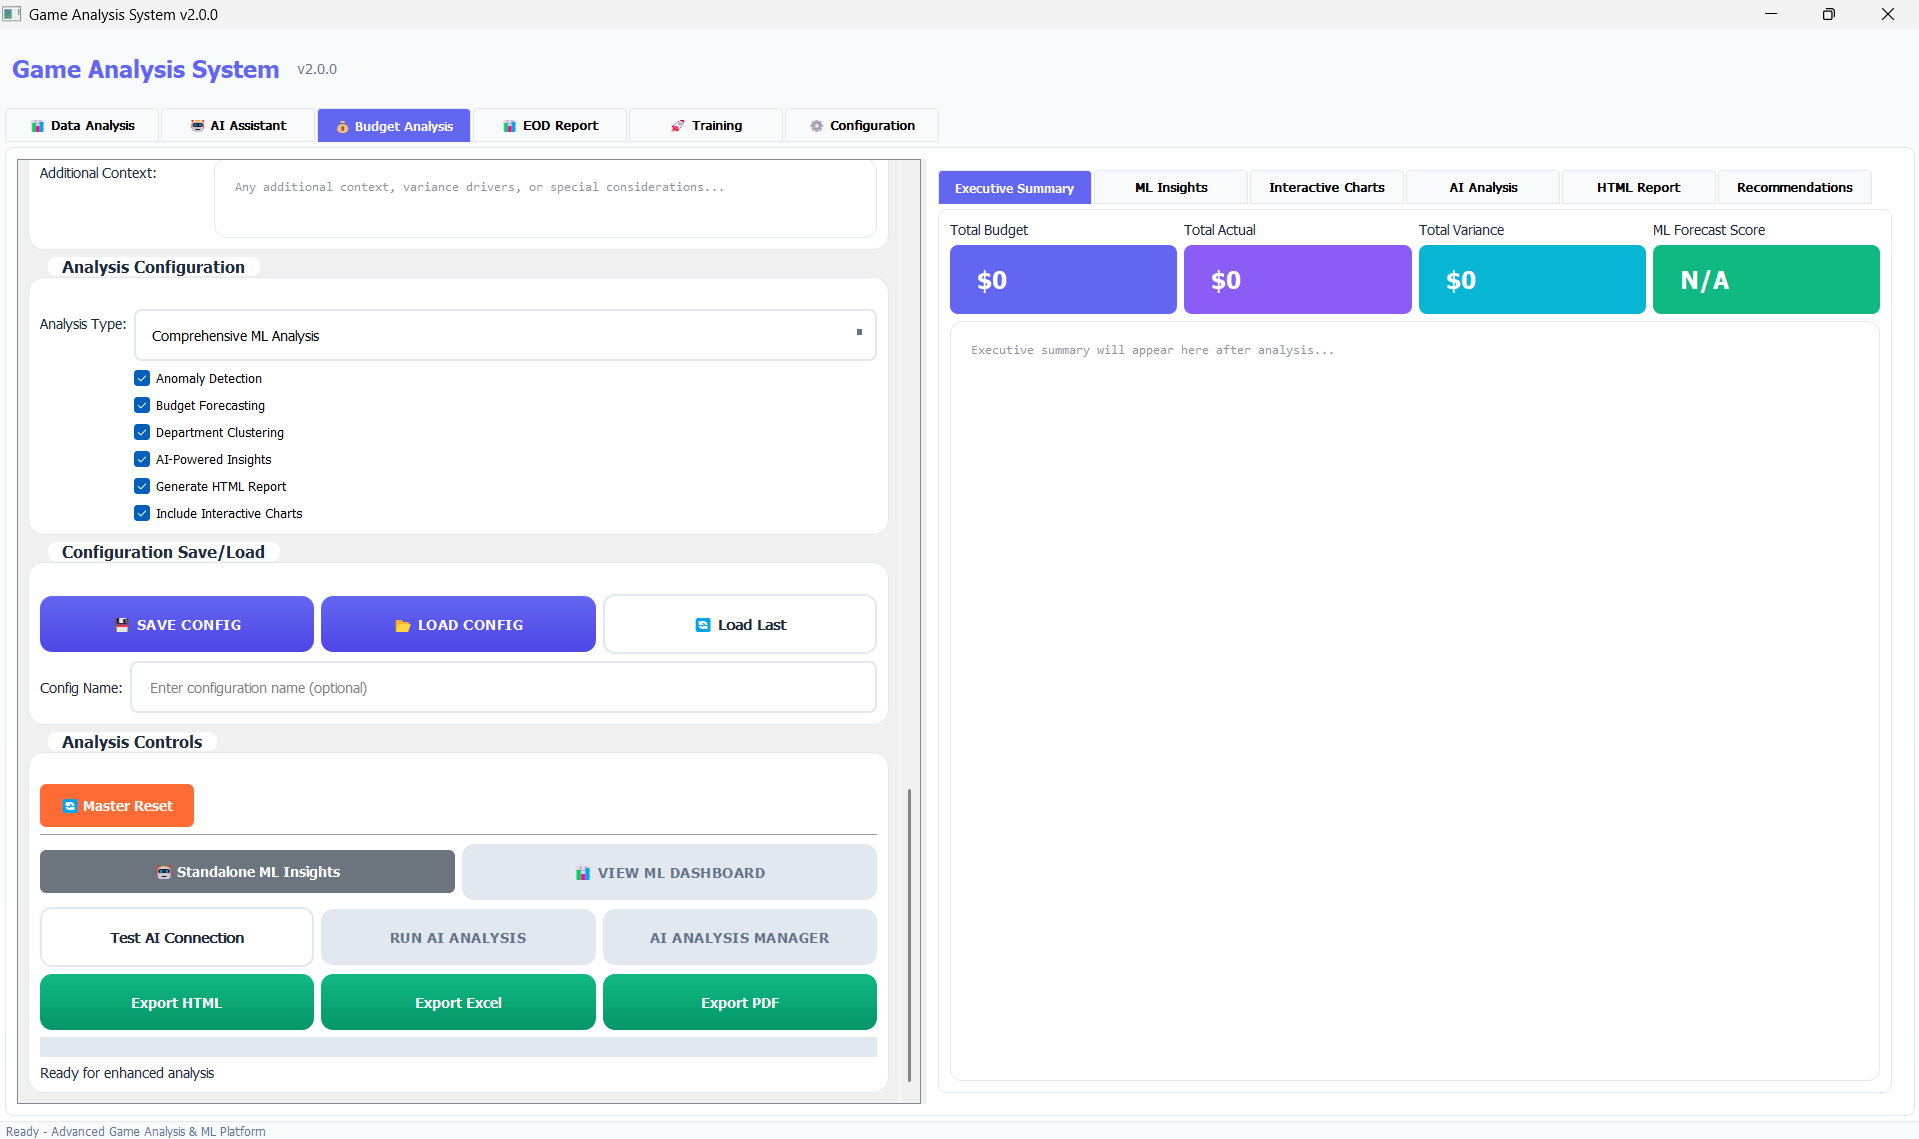 Game Analysis System v2.0.0
Game Analysis System v2.0.0
Data Analysis
AI Assistant
Budget Analysis
EOD Report
Training
Configuration
Additional Context:
Any additional context, variance drivers, or special considerations...
Analysis Configuration
Analysis Type:
Comprehensive ML Analysis
Anomaly Detection
Budget Forecasting
Department Clustering
AI-Powered Insights
Generate HTML Report
Include Interactive Charts
Configuration Save/Load
SAVE CONFIG
LOAD CONFIG
Load Last
Config Name:
Enter configuration name (optional)
Analysis Controls
Master Reset
Standalone ML Insights
VIEW ML DASHBOARD
Test AI Connection
RUN AI ANALYSIS
AI ANALYSIS MANAGER
Export HTML
Export Excel
Export PDF
Ready for enhanced analysis
Executive Summary
ML Insights
Interactive Charts
AI Analysis
HTML Report
Recommendations
Total Budget
Total Actual
Total Variance
ML Forecast Score
$0
$0
$0
N/A
Executive summary will appear here after analysis...
Ready - Advanced Game Analysis & ML Platform